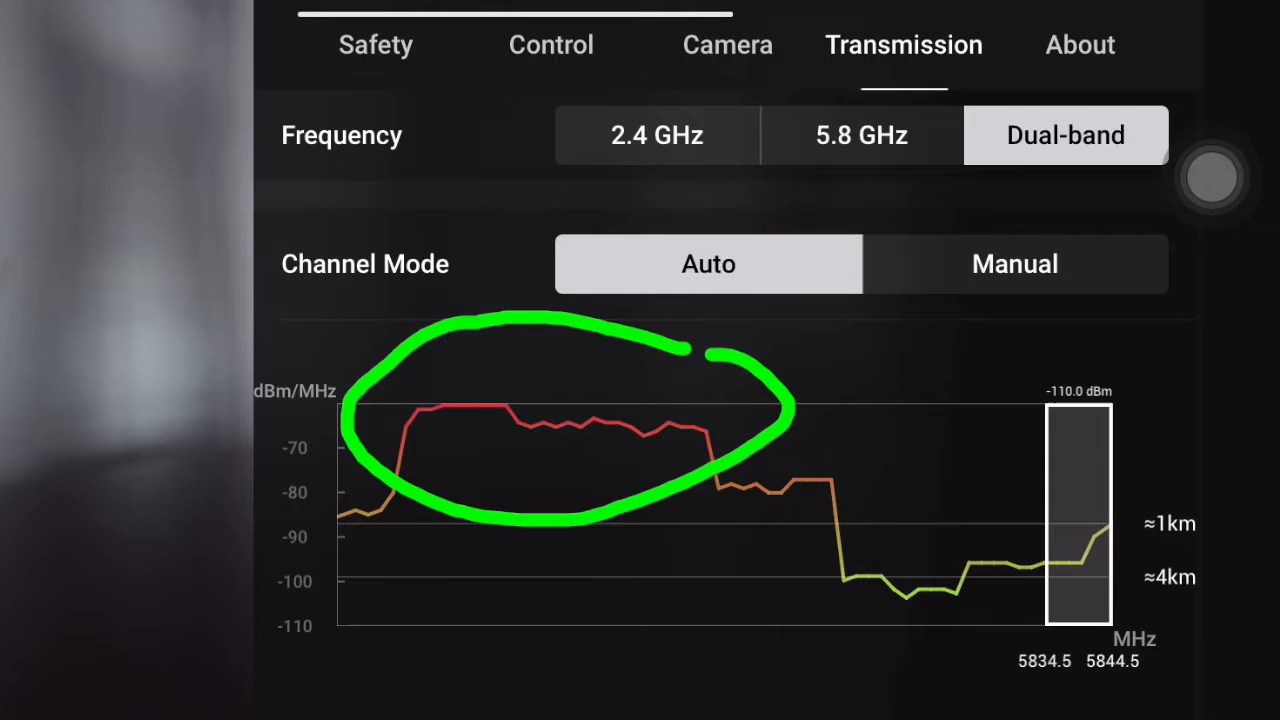 Safety Control Camera Transmission About
Frequency 2.4 GHz 5.8 GHz Dual-band
Channel Mode Auto Manual
dBm/MHz -110.0 dBm
-70
-80
≈1km
-90
≈4km
-100
-110
MHz
5834.5 5844.5